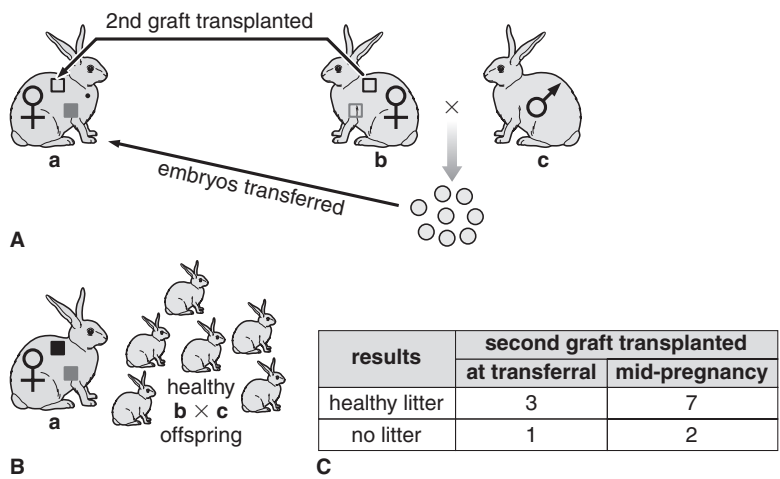 2nd graft transplanted
×
a
b
c
embryos transferred
A
a
healthy
b × c
offspring
B
results
second graft transplanted
at transferral
mid-pregnancy
healthy litter 3 7
no litter 1 2
C